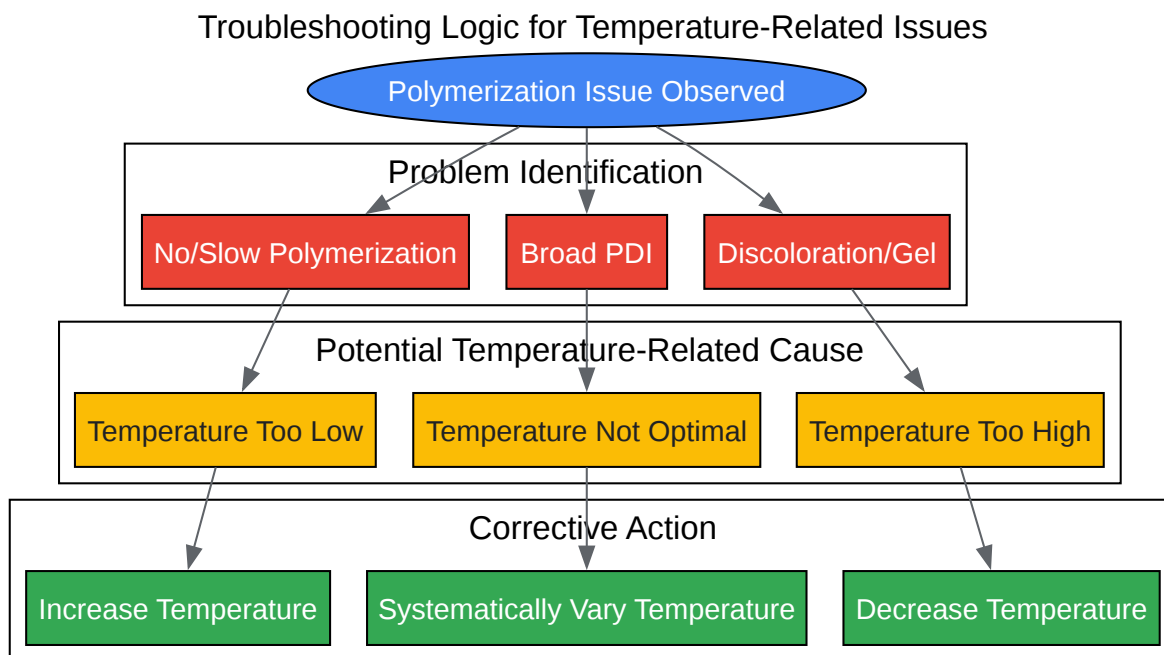 Troubleshooting Logic for Temperature-Related Issues
Polymerization Issue Observed
Problem Identification
No/Slow Polymerization
Broad PDI
Discoloration/Gel
Potential Temperature-Related Cause
Temperature Too Low
Temperature Not Optimal
Temperature Too High
Corrective Action
Increase Temperature
Systematically Vary Temperature
Decrease Temperature